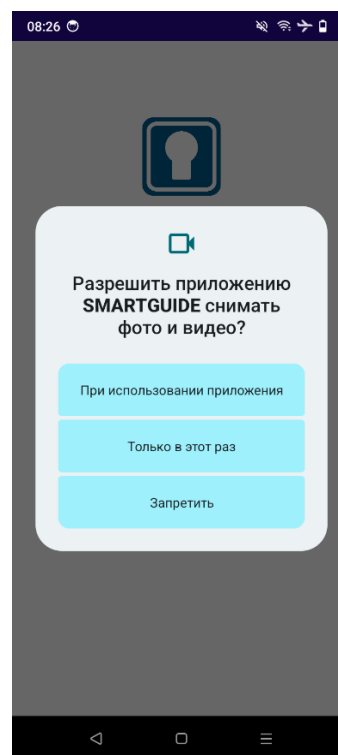 08:26
Разрешить приложению
SMARTGUIDE снимать
фото и видео?
При использовании приложения
Только в этот раз
Запретить